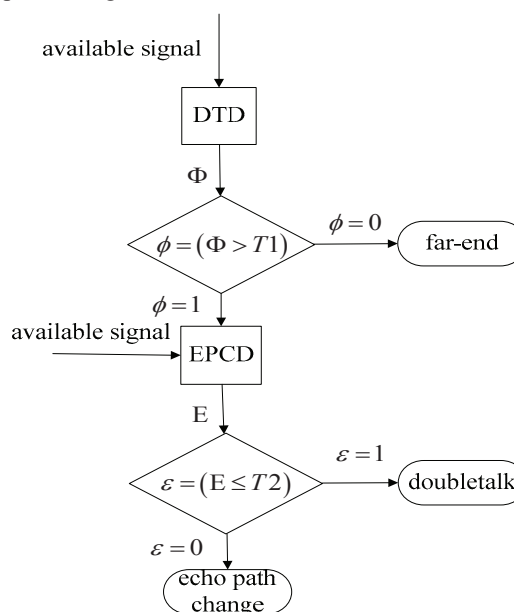 available signal
DTD
Φ
ϕ=(Φ > T1)
ϕ=0
far-end
ϕ=1
available signal
EPCD
E
ε=(E ≤ T2)
ε=1
doubletalk
ε=0
echo path
change